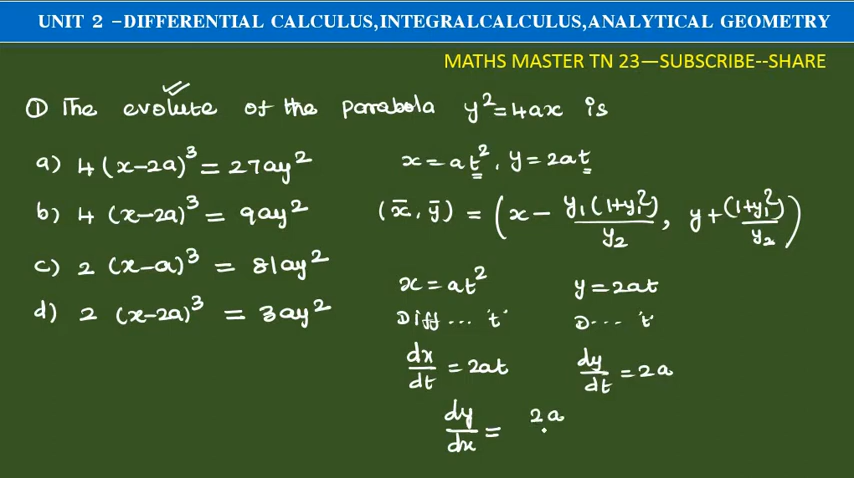 UNIT 2 -DIFFERENTIAL CALCULUS,INTEGRALCALCULUS,ANALYTICAL GEOMETRY
MATHS MASTER TN 23—SUBSCRIBE--SHARE
① The evolute of the parabola y² = 4ax is
a) 4(x-2a)³ = 27ay²
b) 4(x-2a)³ = 9ay²
c) 2(x-a)³ = 81ay²
d) 2(x-2a)³ = 3ay²
x = at², y = 2at
(x̄, ȳ) = (x - y₁(1+y₁²)/y₂, y + (1+y₁²)/y₂)
x = at² y = 2at
Diff... 't' D... 't'
dx/dt = 2at dy/dt = 2a
dy/dx = 2a